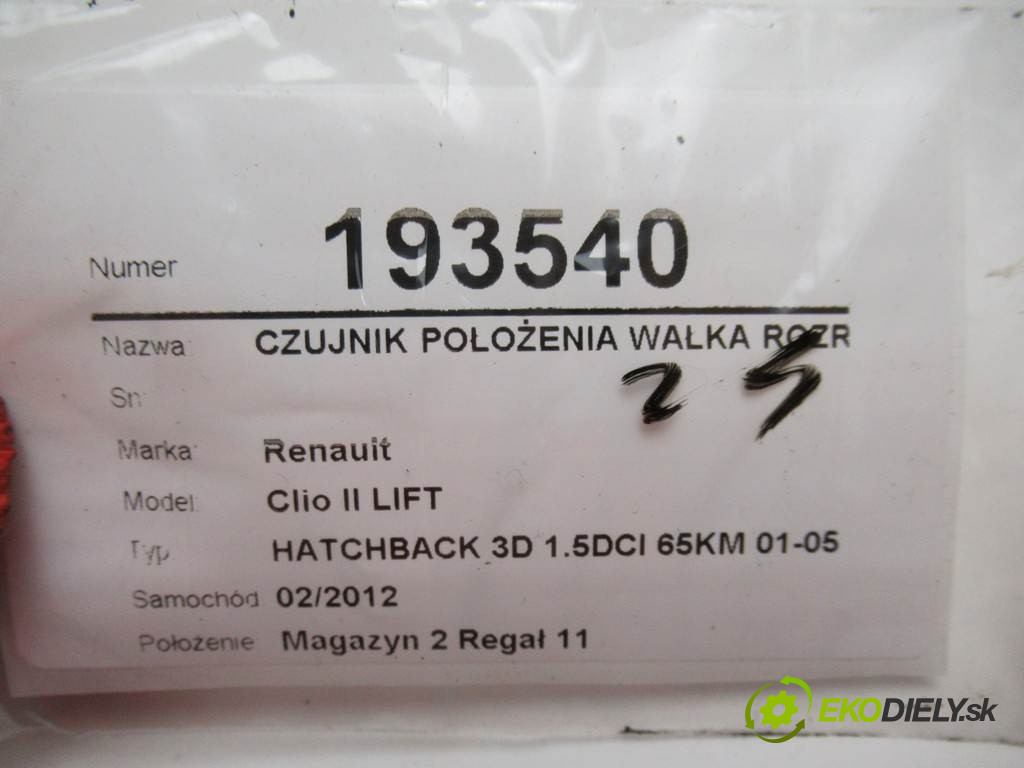 Numer 193540
Nazwa: CZUJNIK POŁOŻENIA WAŁKA ROZR
Sn:
25
Marka: Renault
Model: Clio II LIFT
Typ HATCHBACK 3D 1.5DCI 65KM 01-05
Samochód 02/2012
Położenie Magazyn 2 Regał 11
EKODIELY.sk